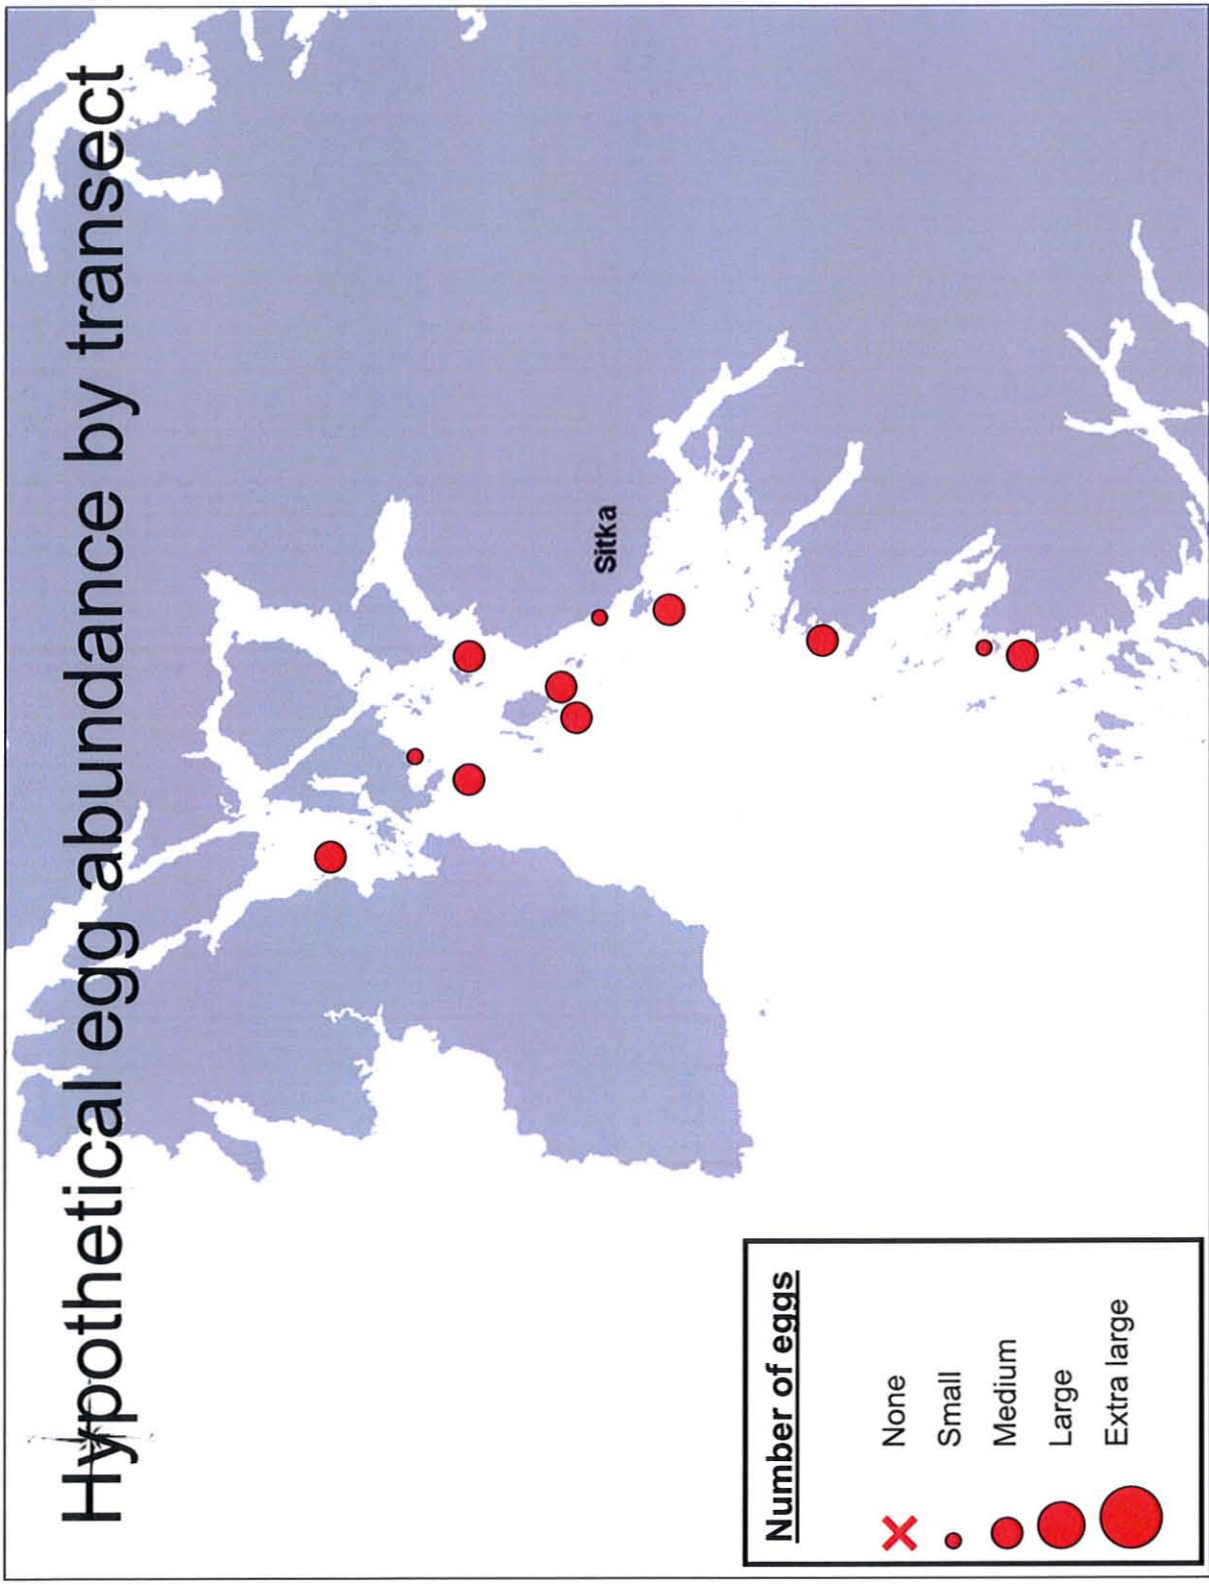 Hypothetical egg abundance by transect
Sitka
Number of eggs
None
Small
Medium
Large
Extra large